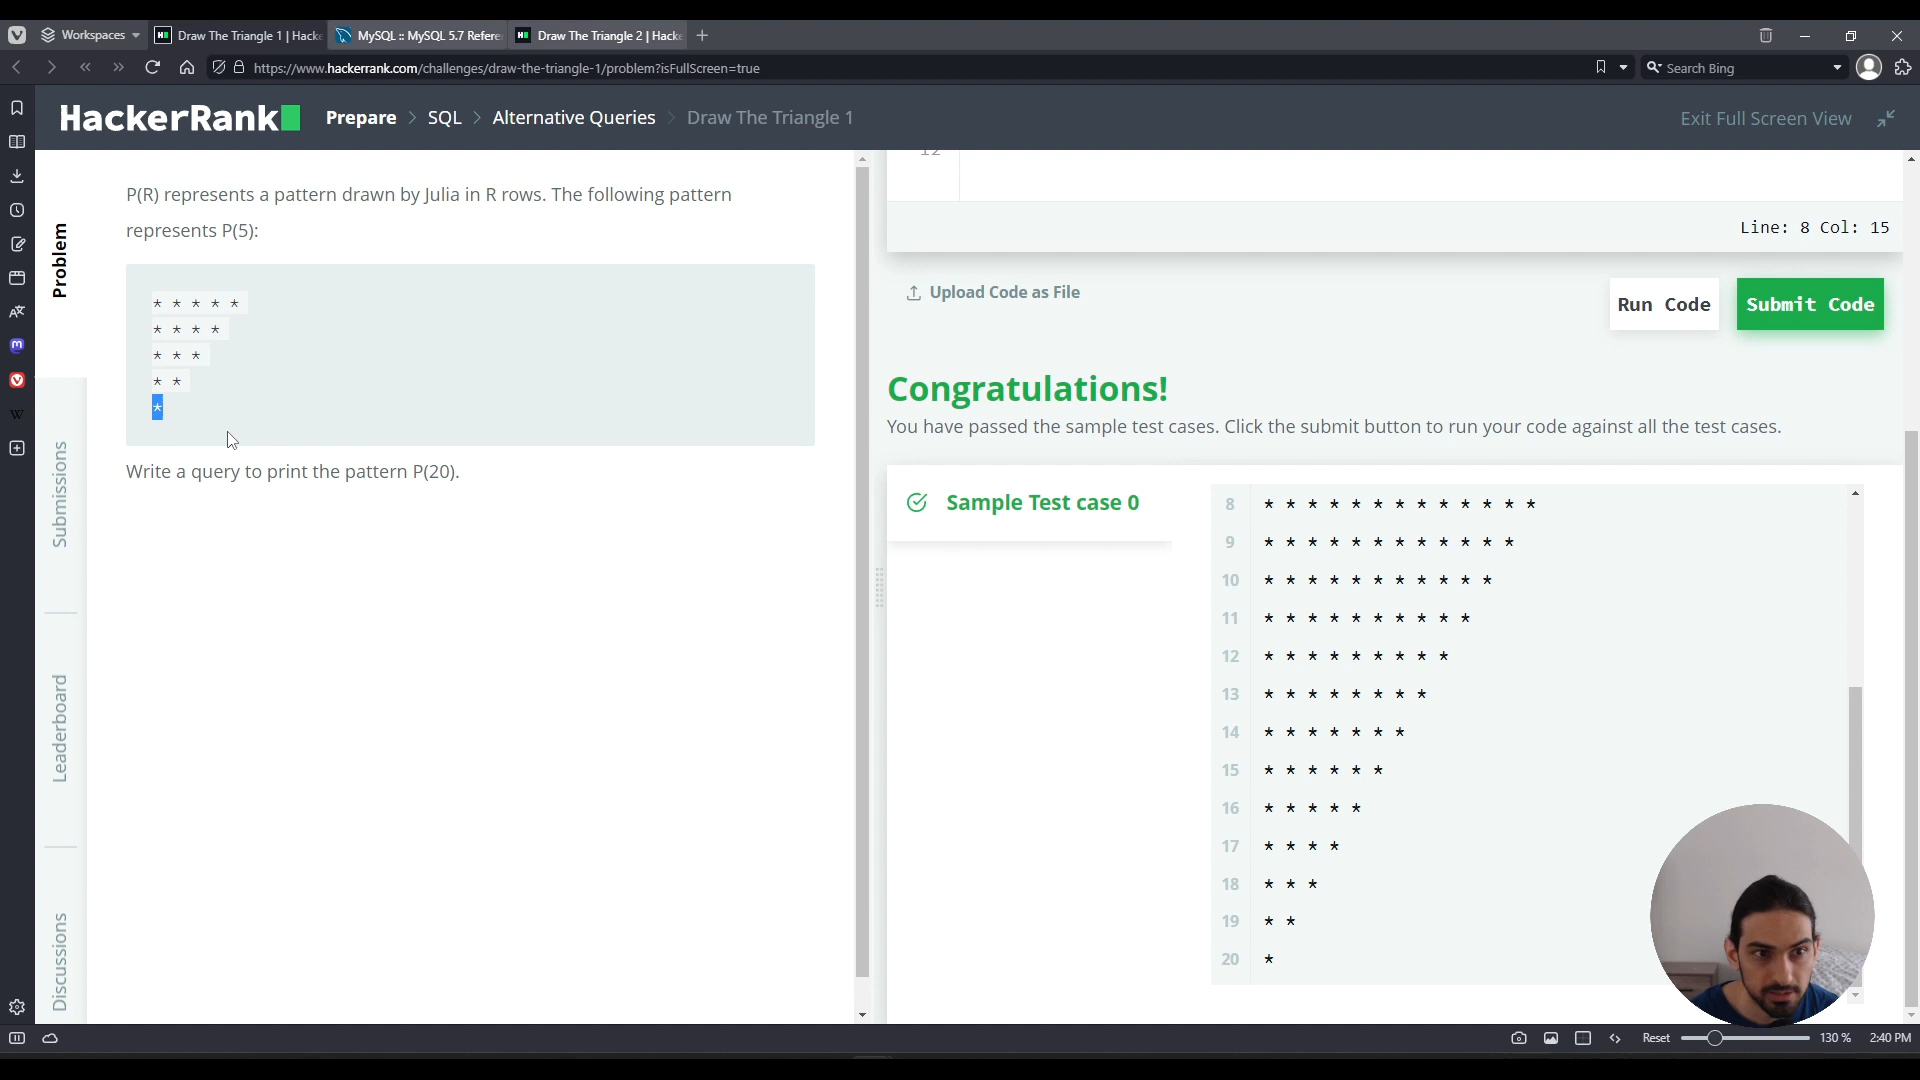 Workspaces
Draw The Triangle 1 | Hacke
MySQL :: MySQL 5.7 Refere
Draw The Triangle 2 | Hacke
https://www.hackerrank.com/challenges/draw-the-triangle-1/problem?isFullScreen=true
Search Bing
HackerRank
Prepare > SQL > Alternative Queries > Draw The Triangle 1
Exit Full Screen View
Problem
Submissions
Leaderboard
Discussions
P(R) represents a pattern drawn by Julia in R rows. The following pattern
represents P(5):
* * * * *
* * * *
* * *
* *
*
Write a query to print the pattern P(20).
12
Line: 8 Col: 15
Upload Code as File
Run Code
Submit Code
Congratulations!
You have passed the sample test cases. Click the submit button to run your code against all the test cases.
Sample Test case 0
8 * * * * * * * * * * * * *
9 * * * * * * * * * * * *
10 * * * * * * * * * * *
11 * * * * * * * * * *
12 * * * * * * * * *
13 * * * * * * * *
14 * * * * * * *
15 * * * * * *
16 * * * * *
17 * * * *
18 * * *
19 * *
20 *
Reset
130 %
2:40 PM